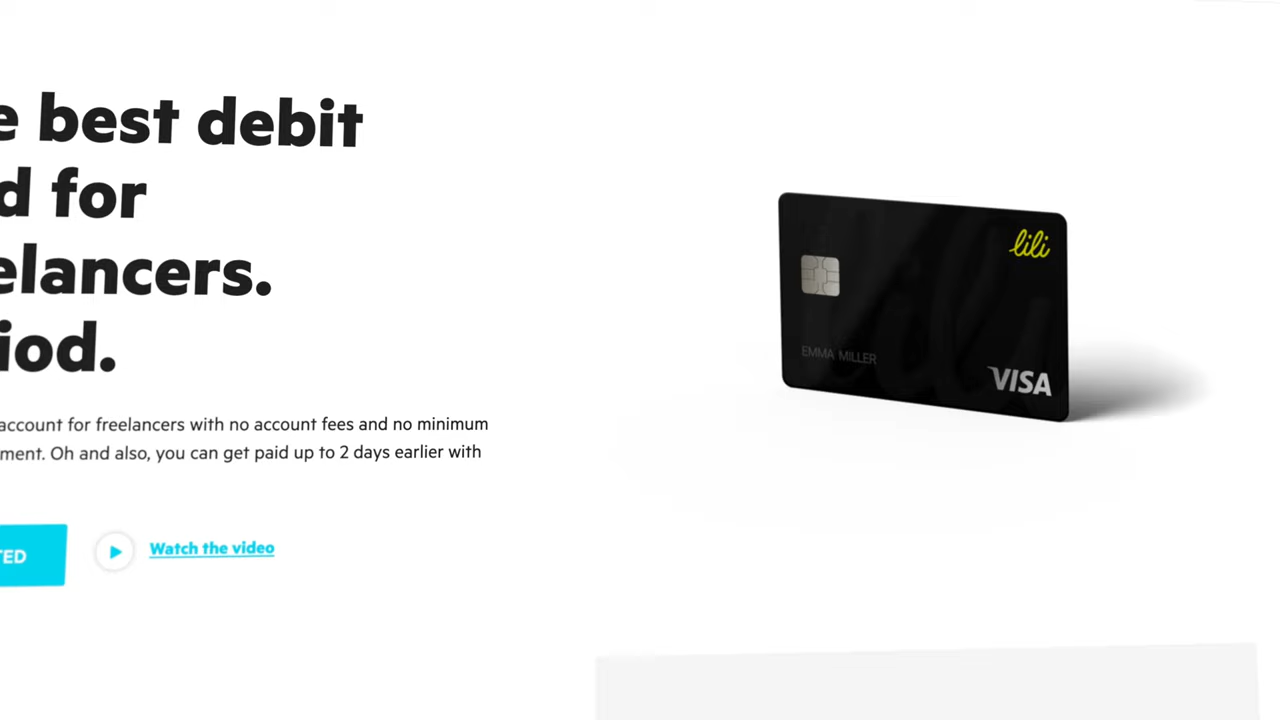 e best debit
d for
elancers.
iod.
account for freelancers with no account fees and no minimum
ment. Oh and also, you can get paid up to 2 days earlier with
TED
Watch the video
lili
EMMA MILLER
VISA